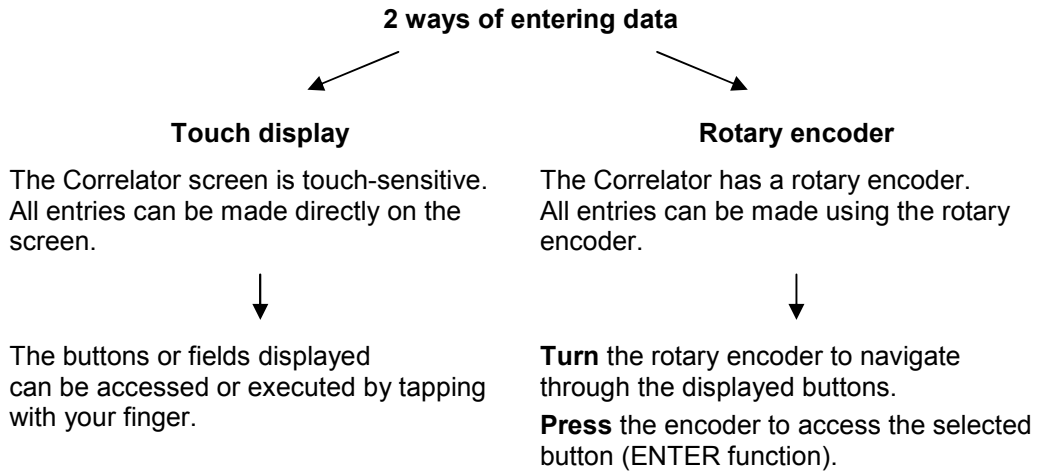 2 ways of entering data
Touch display
The Correlator screen is touch-sensitive.
All entries can be made directly on the
screen.
The buttons or fields displayed
can be accessed or executed by tapping
with your finger.
Rotary encoder
The Correlator has a rotary encoder.
All entries can be made using the rotary
encoder.
Turn the rotary encoder to navigate
through the displayed buttons.
Press the encoder to access the selected
button (ENTER function).